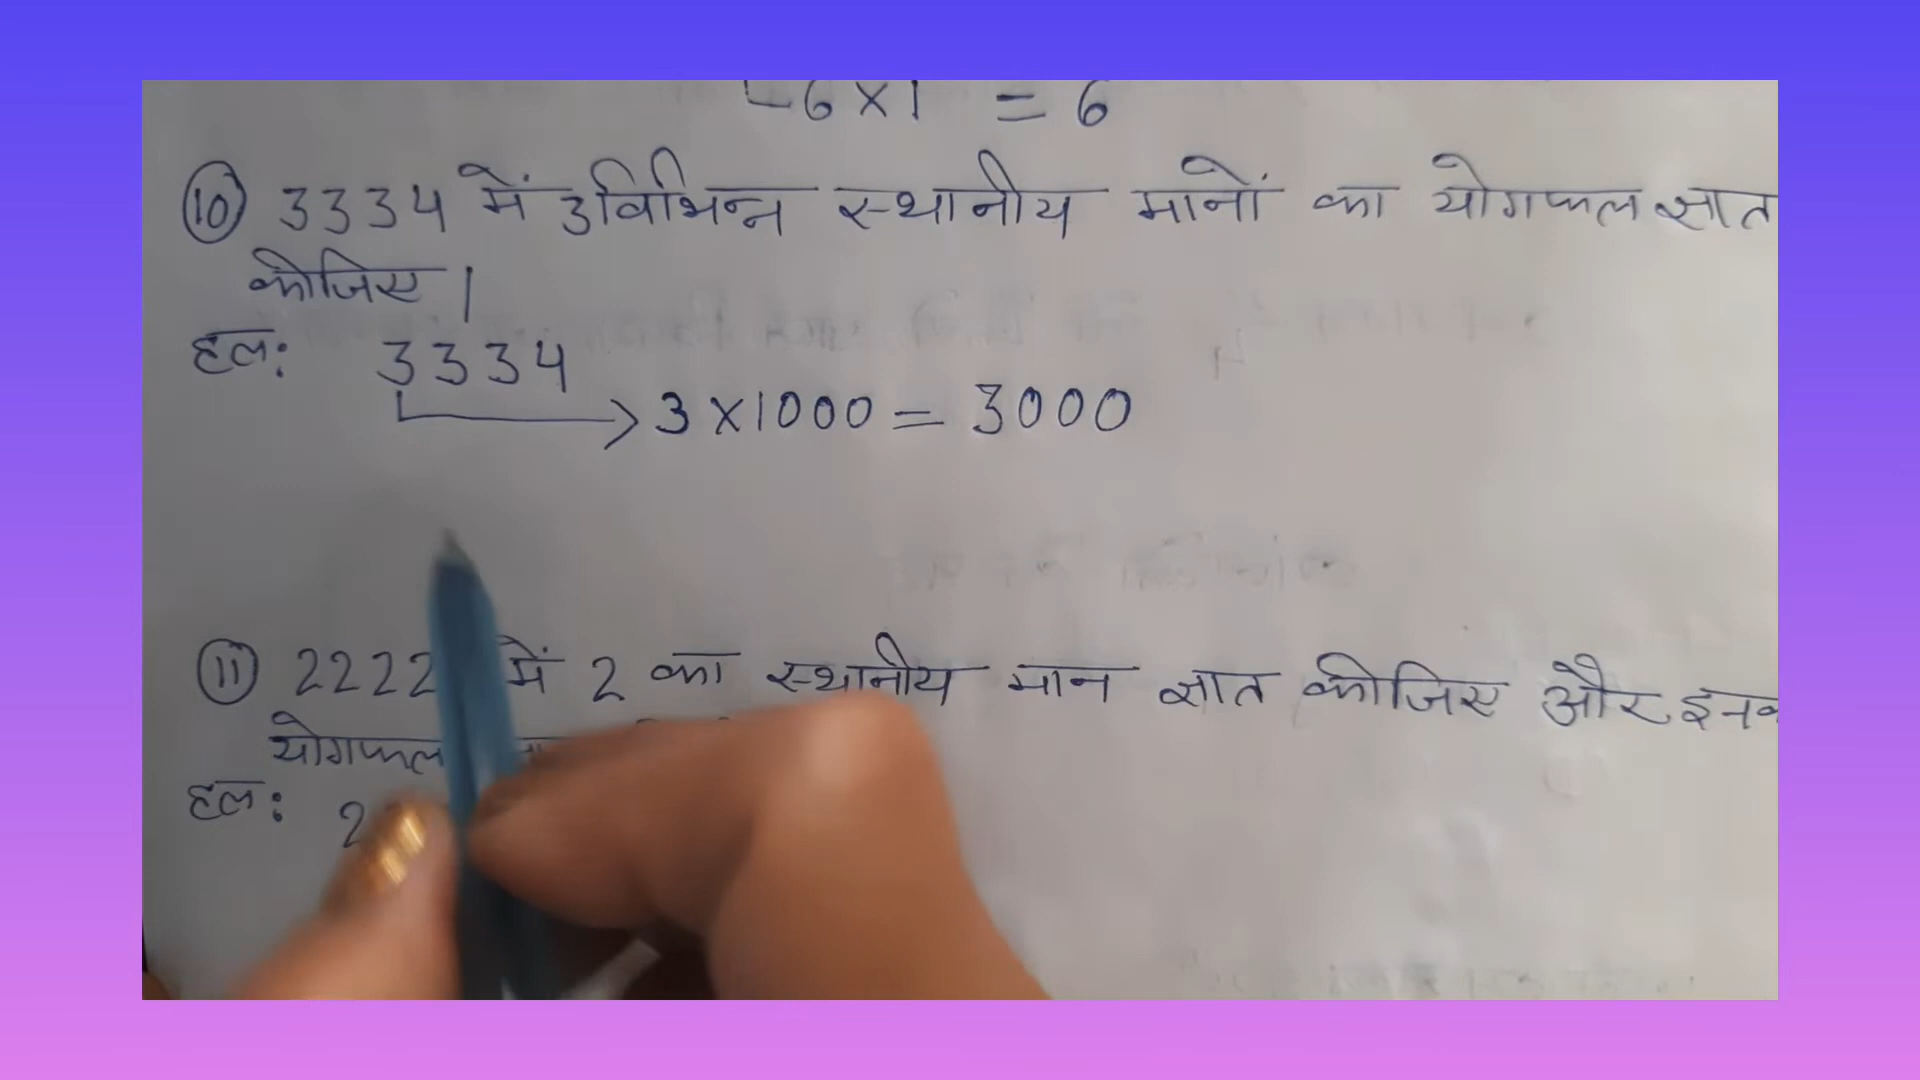 6×1 = 6
⑩ 3334 में 3 विभिन्न स्थानीय मानों का योगफल ज्ञात
कीजिए।
हल: 3334
→ 3×1000 = 3000
⑪ 2222 में 2 का स्थानीय मान ज्ञात कीजिए और
योगफल
हल: 2